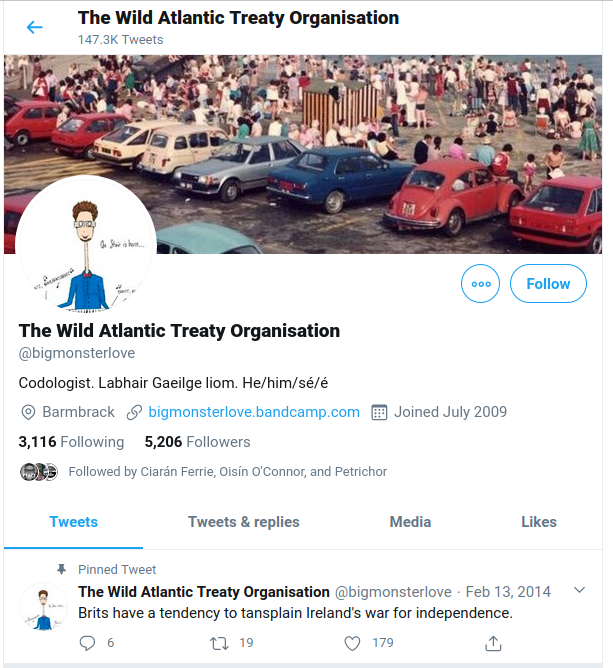 The Wild Atlantic Treaty Organisation
147.3K Tweets
Follow
The Wild Atlantic Treaty Organisation
@bigmonsterlove
Codologist. Labhair Gaeilge liom. He/him/sé/é
Barmbrack bigmonsterlove.bandcamp.com Joined July 2009
3,116 Following 5,206 Followers
Followed by Ciarán Ferrie, Oisín O'Connor, and Petrichor
Tweets Tweets & replies Media Likes
Pinned Tweet
The Wild Atlantic Treaty Organisation @bigmonsterlove · Feb 13, 2014
Brits have a tendency to tansplain Ireland's war for independence.
6 19 179